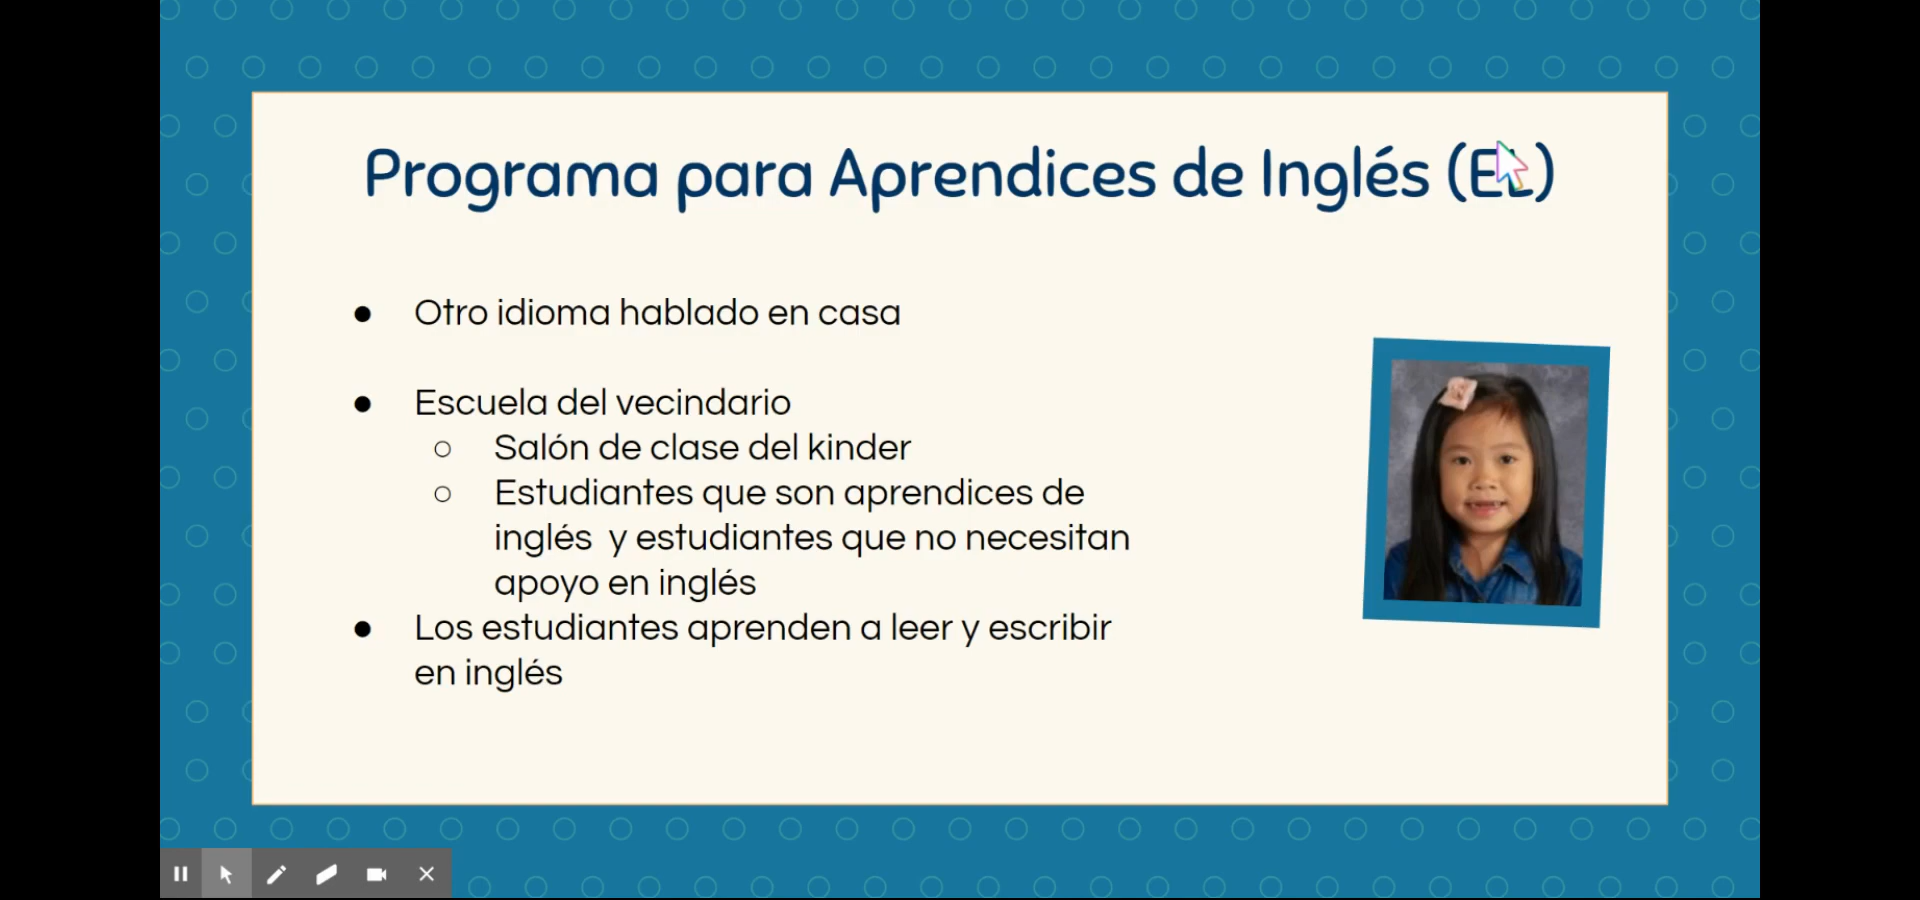 Programa para Aprendices de Inglés (EL)
● Otro idioma hablado en casa
● Escuela del vecindario
○ Salón de clase del kinder
○ Estudiantes que son aprendices de
inglés  y estudiantes que no necesitan
apoyo en inglés
● Los estudiantes aprenden a leer y escribir
en inglés